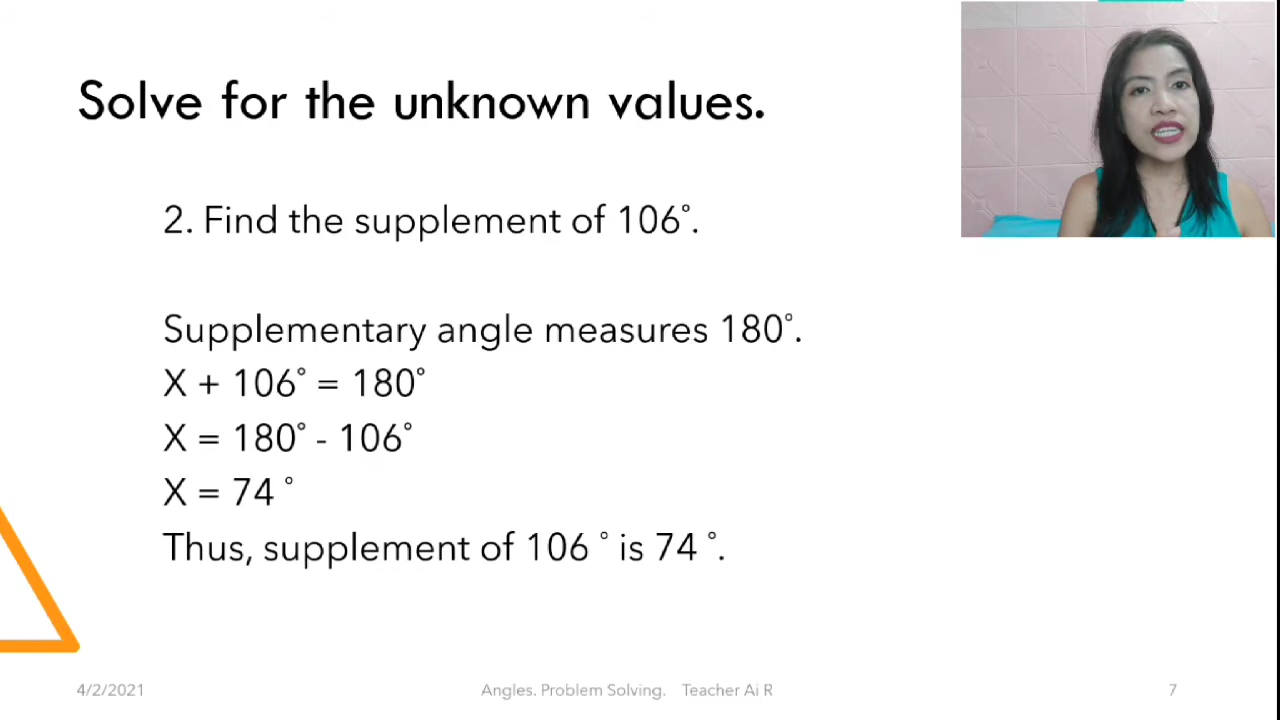 Solve for the unknown values.
2. Find the supplement of 106°.
Supplementary angle measures 180°.
X + 106° = 180°
X = 180° - 106°
X = 74 °
Thus, supplement of 106 ° is 74 °.
4/2/2021
Angles. Problem Solving. Teacher Ai R
7